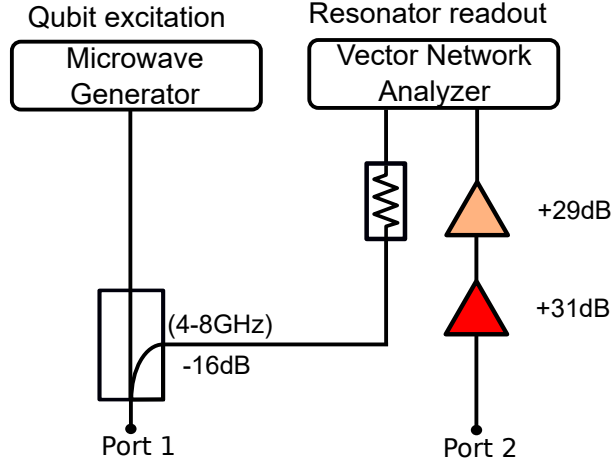 Qubit excitation
Resonator readout
Microwave
Generator
Vector Network
Analyzer
+29dB
+31dB
(4-8GHz)
-16dB
Port 1
Port 2